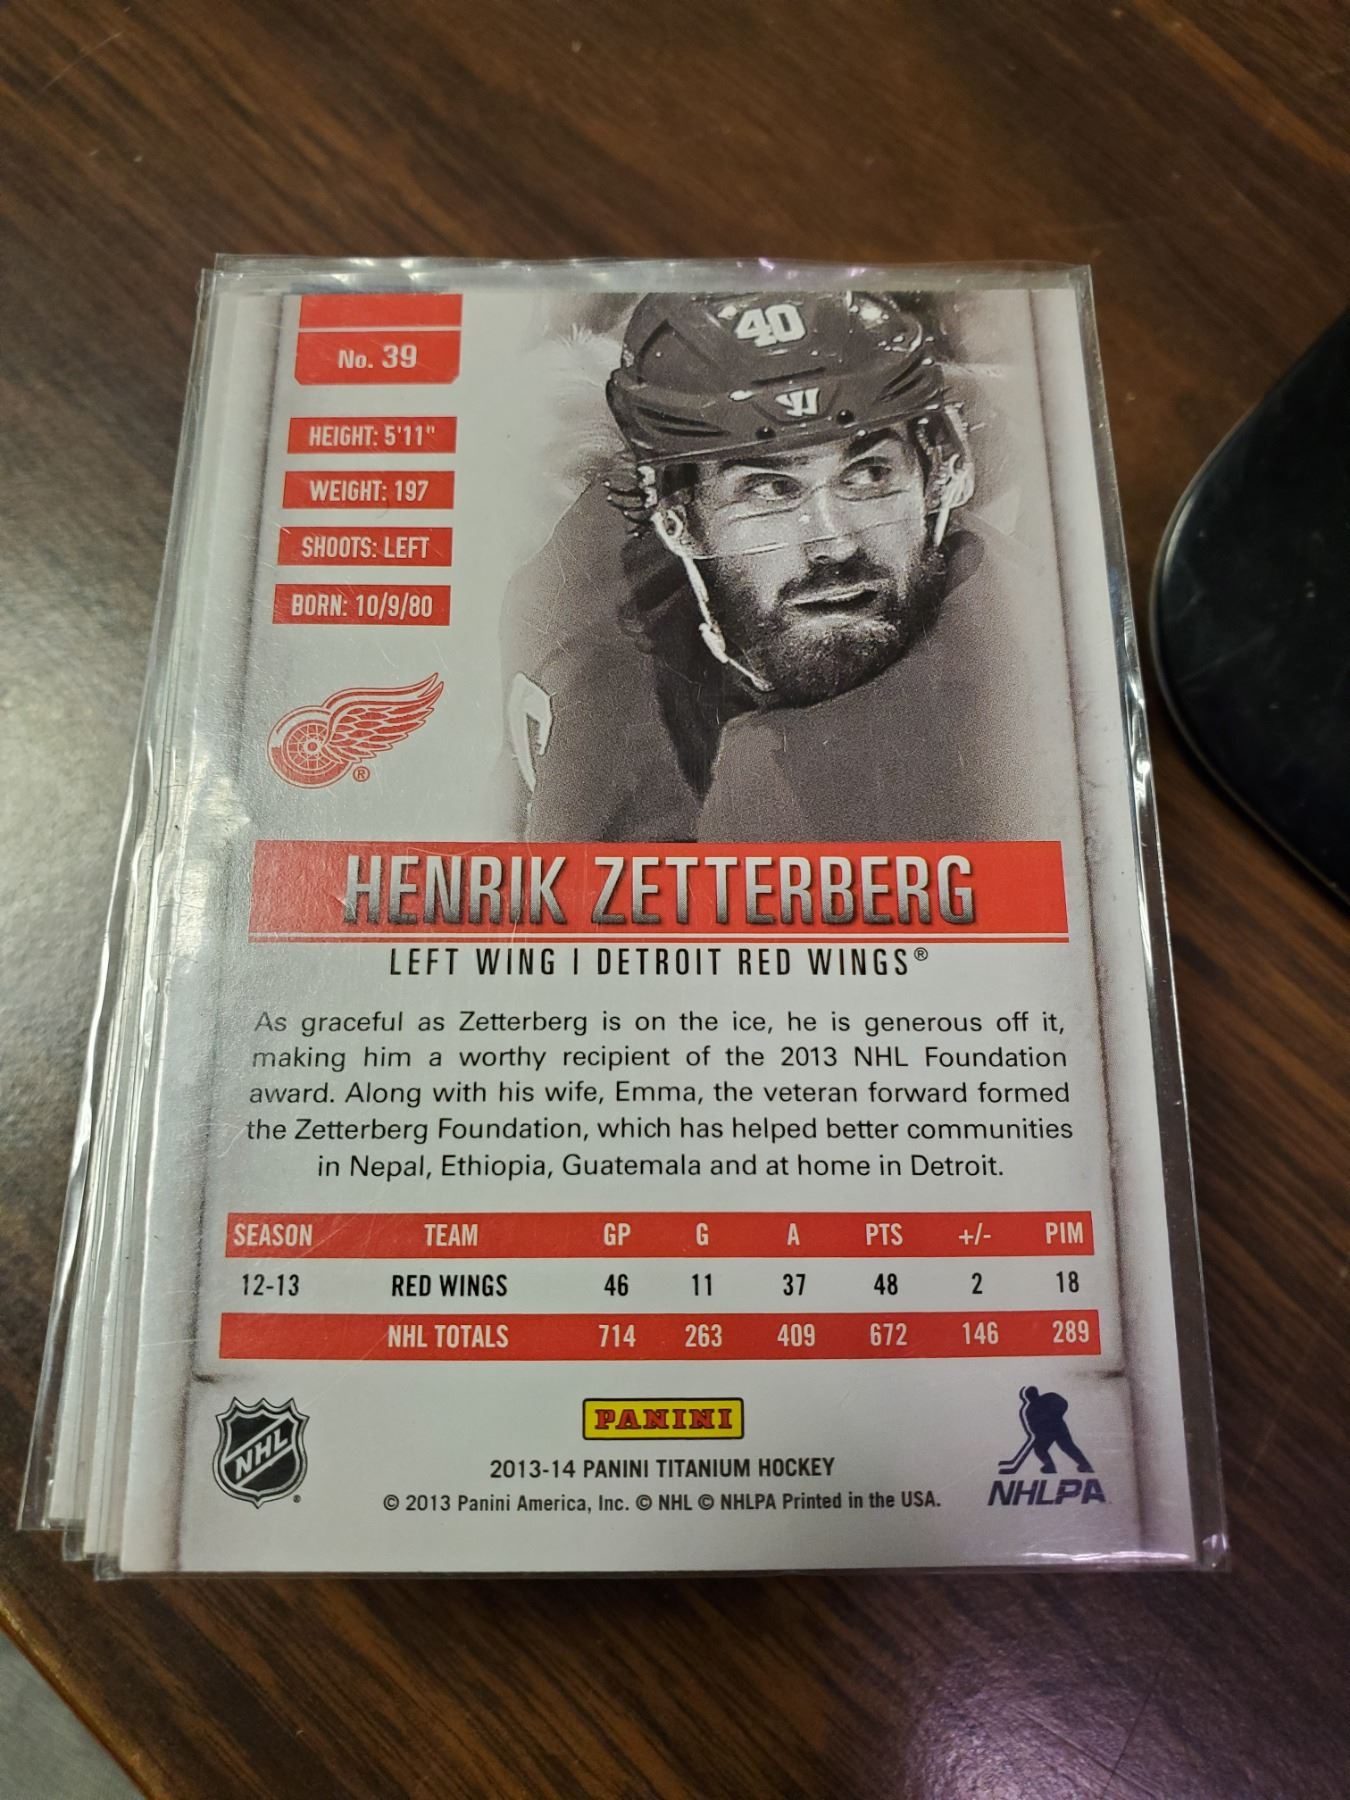 40
No. 39
HEIGHT: 5'11"
WEIGHT: 197
SHOOTS: LEFT
BORN: 10/9/80
®
HENRIK ZETTERBERG
LEFT WING | DETROIT RED WINGS®
As graceful as Zetterberg is on the ice, he is generous off it,
making him a worthy recipient of the 2013 NHL Foundation
award. Along with his wife, Emma, the veteran forward formed
the Zetterberg Foundation, which has helped better communities
in Nepal, Ethiopia, Guatemala and at home in Detroit.
SEASON TEAM GP G A PTS +/- PIM
12-13 RED WINGS 46 11 37 48 2 18
NHL TOTALS 714 263 409 672 146 289
NHL
PANINI
2013-14 PANINI TITANIUM HOCKEY
© 2013 Panini America, Inc. © NHL © NHLPA Printed in the USA.
NHLPA